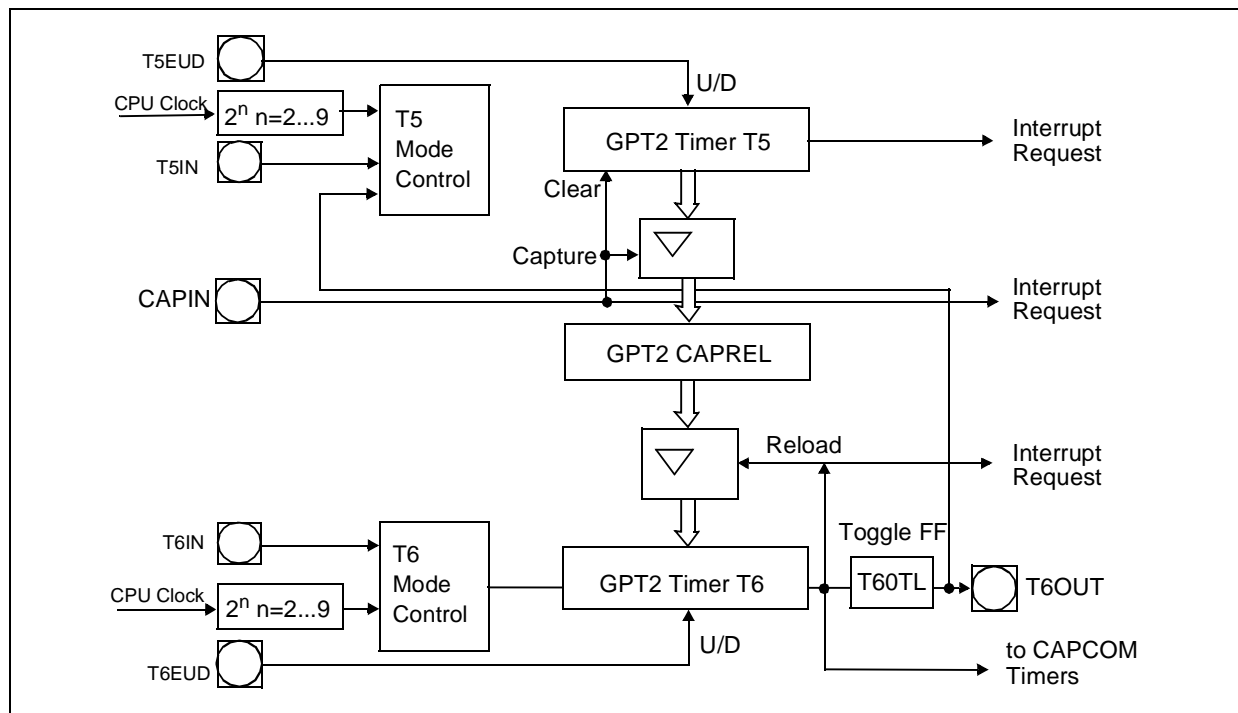 T5EUD
U/D
CPU Clock
2ⁿ n=2...9
T5
Mode
Control
GPT2 Timer T5
Interrupt
Request
T5IN
Clear
Capture
CAPIN
Interrupt
Request
GPT2 CAPREL
Reload
Interrupt
Request
T6IN
T6
Mode
Control
Toggle FF
GPT2 Timer T6
T60TL
T6OUT
CPU Clock
2ⁿ n=2...9
U/D
T6EUD
to CAPCOM
Timers